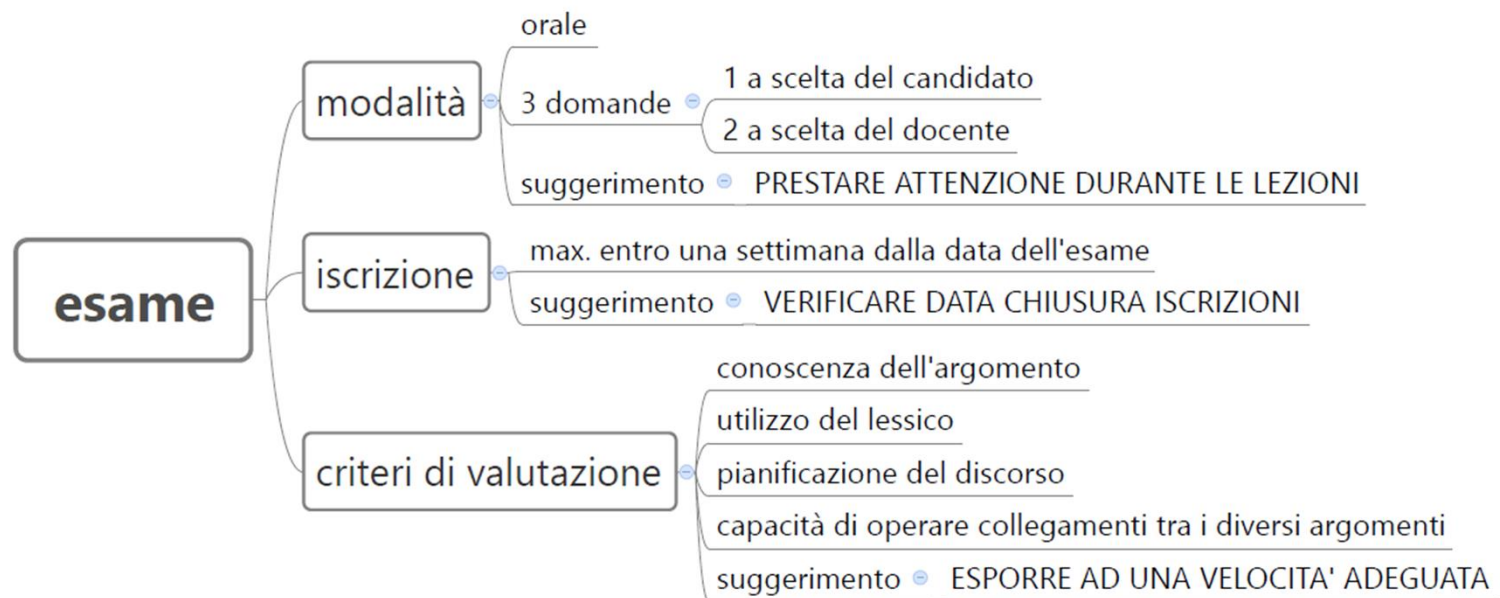 esame
modalità
orale
3 domande
1 a scelta del candidato
2 a scelta del docente
suggerimento
PRESTARE ATTENZIONE DURANTE LE LEZIONI
iscrizione
max. entro una settimana dalla data dell'esame
suggerimento
VERIFICARE DATA CHIUSURA ISCRIZIONI
criteri di valutazione
conoscenza dell'argomento
utilizzo del lessico
pianificazione del discorso
capacità di operare collegamenti tra i diversi argomenti
suggerimento
ESPORRE AD UNA VELOCITA' ADEGUATA